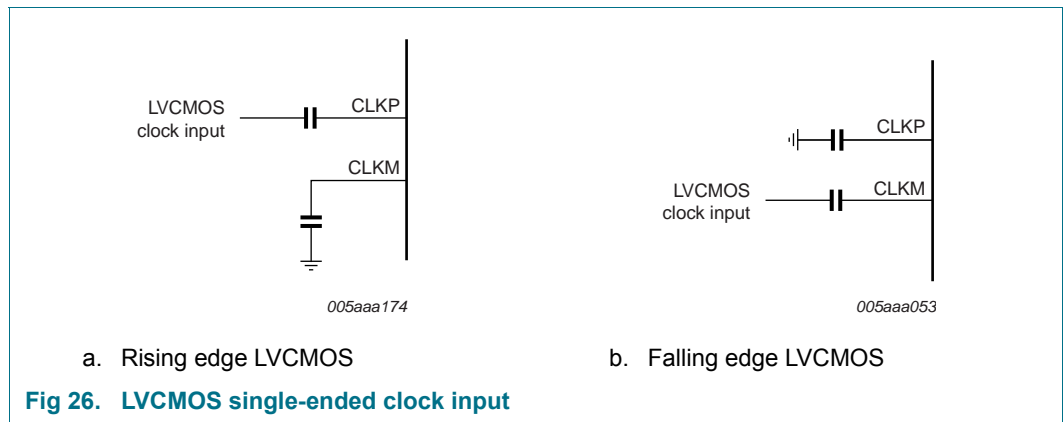 LVCMOS
clock input
CLKP
CLKM
005aaa174
CLKP
LVCMOS
clock input
CLKM
005aaa053
a. Rising edge LVCMOS
b. Falling edge LVCMOS
Fig 26. LVCMOS single-ended clock input